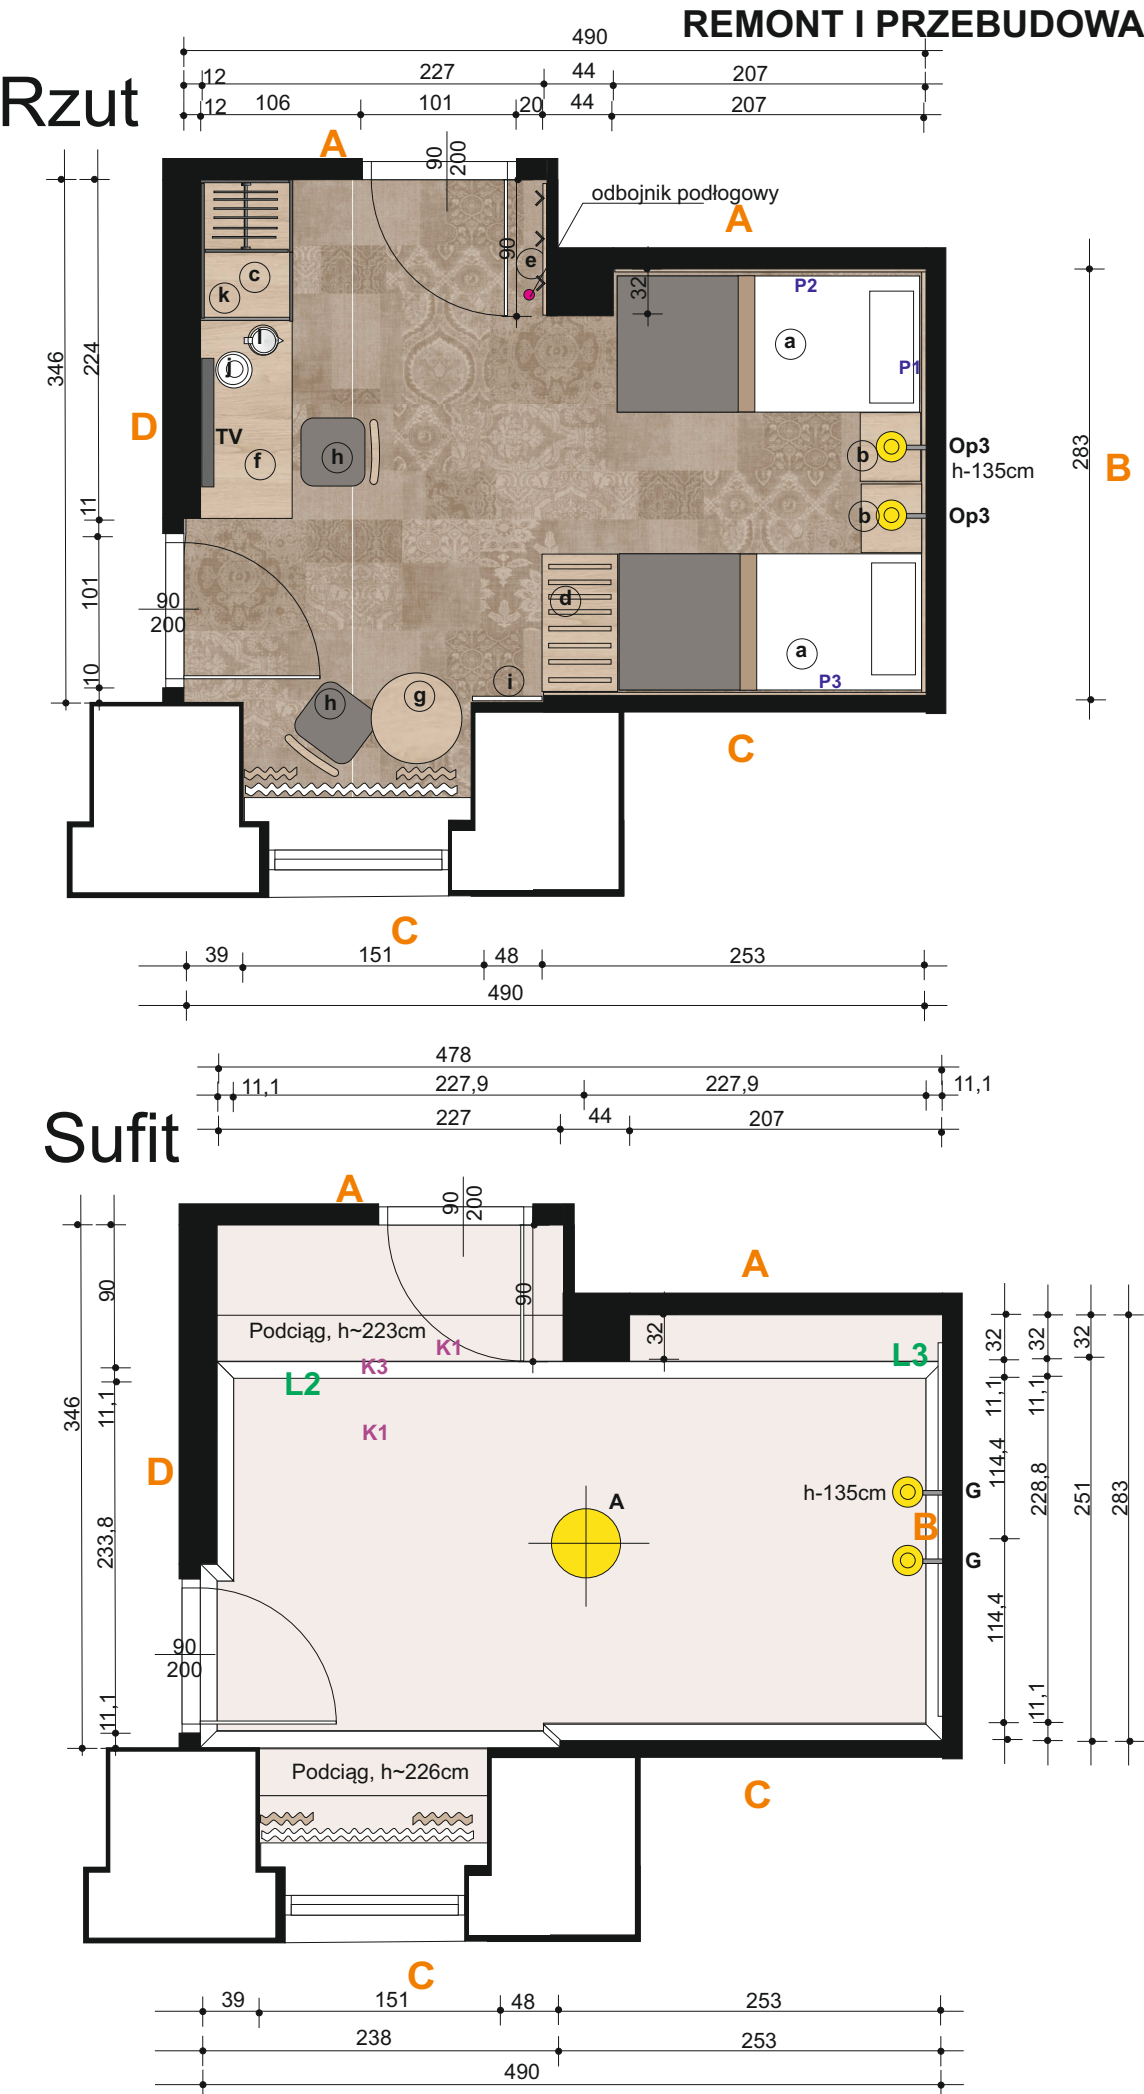 REMONT I PRZEBUDOWA
490
12 227 44 207
12 106 101 20 44 207
Rzut
A
90
200
odbojnik podłogowy
A
90
e
32
P2
c
k
a
P1
l
j
346
224
D
TV
f
h
b
Op3
h-135cm
283
B
11
b
Op3
101
90
200
d
10
i
a
P3
h
g
C
C
39 151 48 253
490
478
11,1 227,9 227,9 11,1
227 44 207
Sufit
A
90
200
A
90
90
Podciąg, h~223cm
K1
32
L3
32
32
32
K3
L2
11,1
11,1
11,1
346
K1
D
114,4
h-135cm
G
A
B
228,8
251
283
233,8
G
114,4
90
200
11,1
11,1
Podciąg, h~226cm
C
C
39 151 48 253
238 253
490